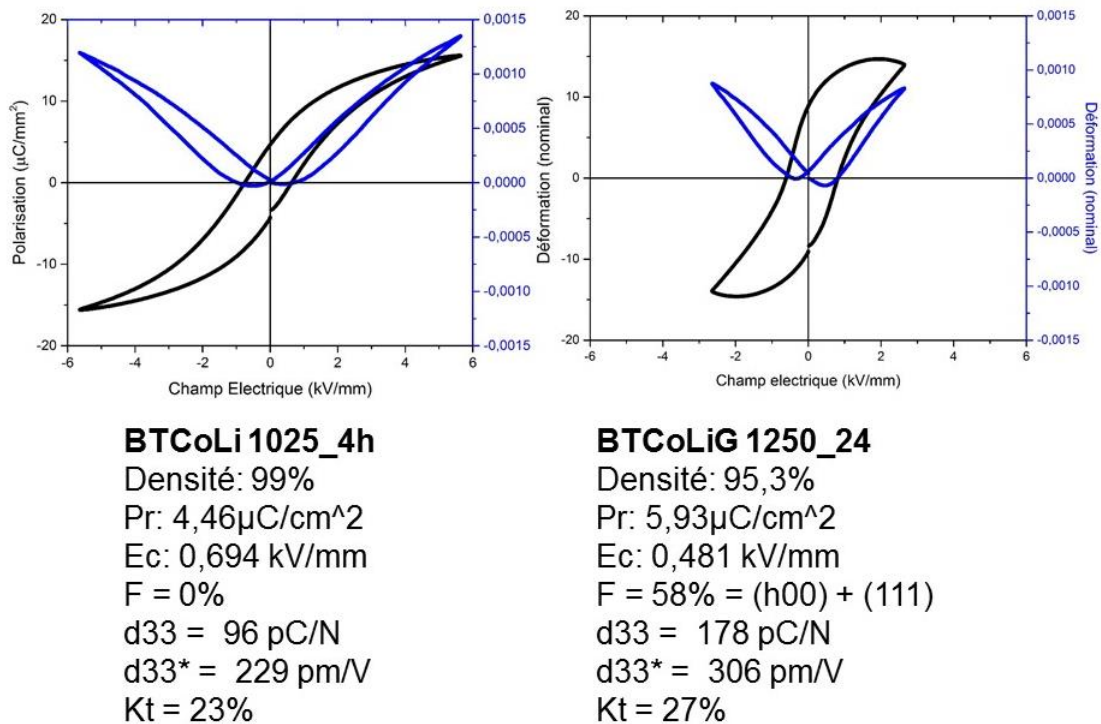 20
10
0
-10
-20
-6
-4
-2
0
2
4
6
0,0015
0,0010
0,0005
0,0000
-0,0005
-0,0010
-0,0015
Polarisation (µC/mm²)
Champ Electrique (kV/mm)
Déformation (nominal)
20
10
0
-10
-20
-6
-4
-2
0
2
4
6
0,0015
0,0010
0,0005
0,0000
-0,0005
-0,0010
-0,0015
Champ electrique (kV/mm)
Déformation (nominal)
BTCoLi 1025_4h
Densité: 99%
Pr: 4,46µC/cm^2
Ec: 0,694 kV/mm
F = 0%
d33 = 96 pC/N
d33* = 229 pm/V
Kt = 23%
BTCoLiG 1250_24
Densité: 95,3%
Pr: 5,93µC/cm^2
Ec: 0,481 kV/mm
F = 58% = (h00) + (111)
d33 = 178 pC/N
d33* = 306 pm/V
Kt = 27%